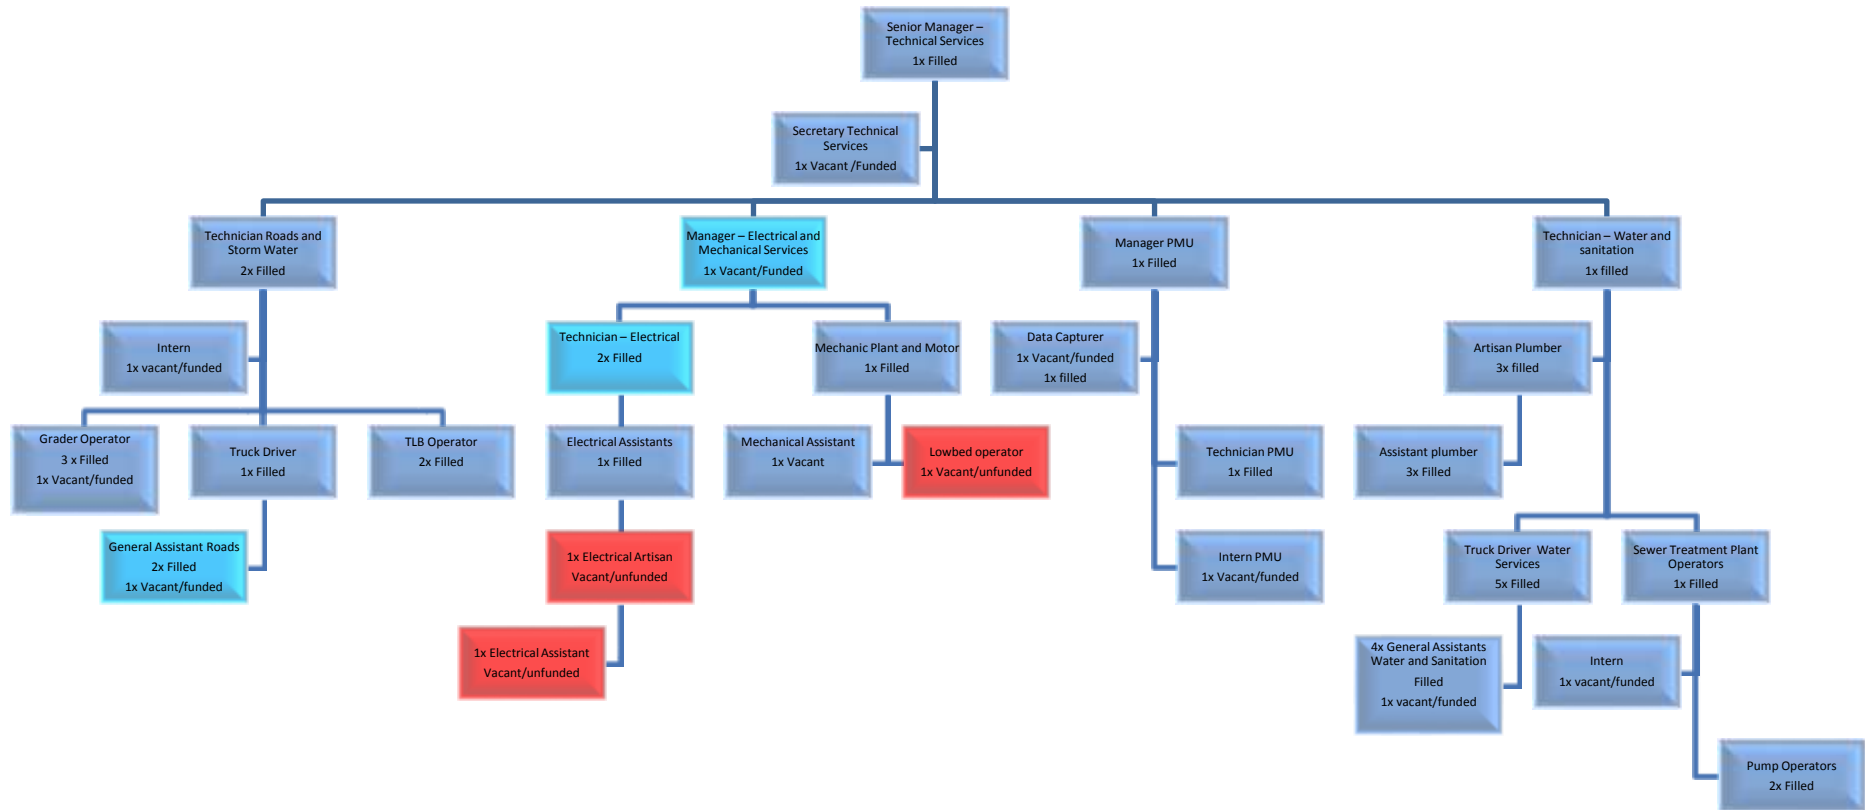 Senior Manager –
Technical Services
1x Filled
Secretary Technical
Services
1x Vacant /Funded
Technician Roads and
Storm Water
2x Filled
Manager – Electrical and
Mechanical Services
1x Vacant/Funded
Manager PMU
1x Filled
Technician – Water and
sanitation
1x filled
Intern
1x vacant/funded
Technician – Electrical
2x Filled
Mechanic Plant and Motor
1x Filled
Data Capturer
1x Vacant/funded
1x filled
Artisan Plumber
3x filled
Grader Operator
3 x Filled
1x Vacant/funded
Truck Driver
1x Filled
TLB Operator
2x Filled
Electrical Assistants
1x Filled
Mechanical Assistant
1x Vacant
Lowbed operator
1x Vacant/unfunded
Technician PMU
1x Filled
Assistant plumber
3x Filled
General Assistant Roads
2x Filled
1x Vacant/funded
1x Electrical Artisan
Vacant/unfunded
Intern PMU
1x Vacant/funded
Truck Driver Water
Services
5x Filled
Sewer Treatment Plant
Operators
1x Filled
1x Electrical Assistant
Vacant/unfunded
4x General Assistants
Water and Sanitation
Filled
1x vacant/funded
Intern
1x vacant/funded
Pump Operators
2x Filled